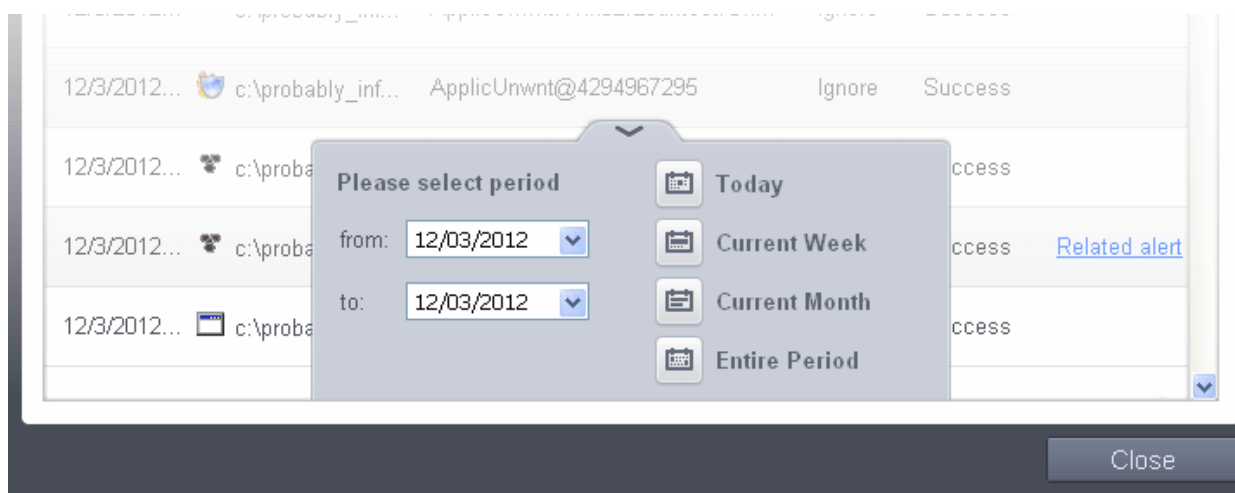 12/3/2012... c:\probably_inf... ApplicUnwnt@4294967295 Ignore Success
12/3/2012... c:\proba ccess
Please select period
Today
from: 12/03/2012
Current Week
12/3/2012... c:\proba ccess Related alert
to: 12/03/2012
Current Month
12/3/2012... c:\proba ccess
Entire Period
Close